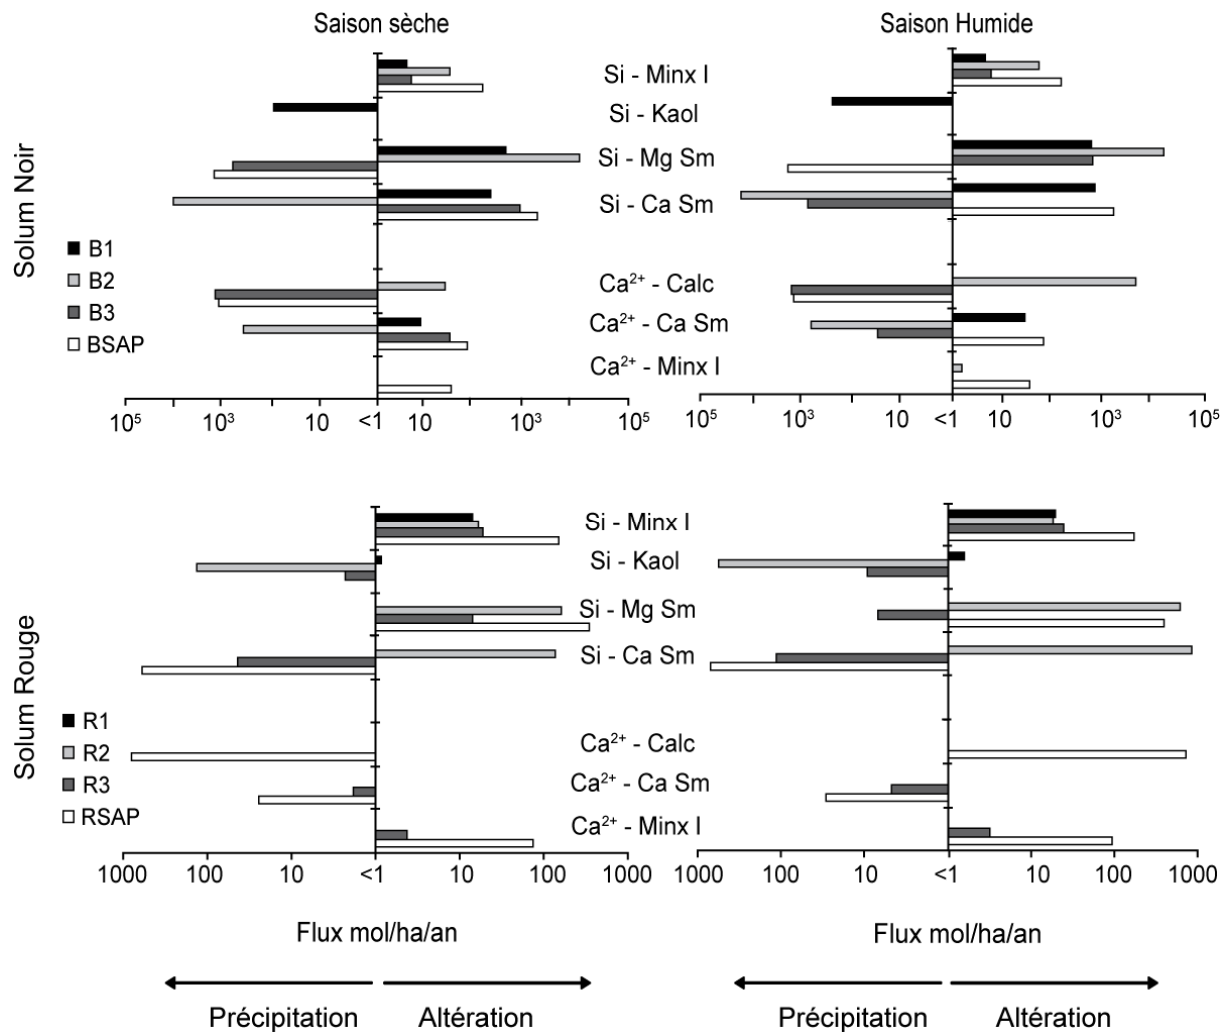 Saison sèche
Saison Humide
Solum Noir
B1
B2
B3
BSAP
Si - Minx I
Si - Kaol
Si - Mg Sm
Si - Ca Sm
Ca²⁺ - Calc
Ca²⁺ - Ca Sm
Ca²⁺ - Minx I
10⁵ 10³ 10 <1 10 10³ 10⁵
10⁵ 10³ 10 <1 10 10³ 10⁵
Solum Rouge
R1
R2
R3
RSAP
Si - Minx I
Si - Kaol
Si - Mg Sm
Si - Ca Sm
Ca²⁺ - Calc
Ca²⁺ - Ca Sm
Ca²⁺ - Minx I
1000 100 10 <1 10 100 1000
1000 100 10 <1 10 100 1000
Flux mol/ha/an
Flux mol/ha/an
Précipitation Altération
Précipitation Altération